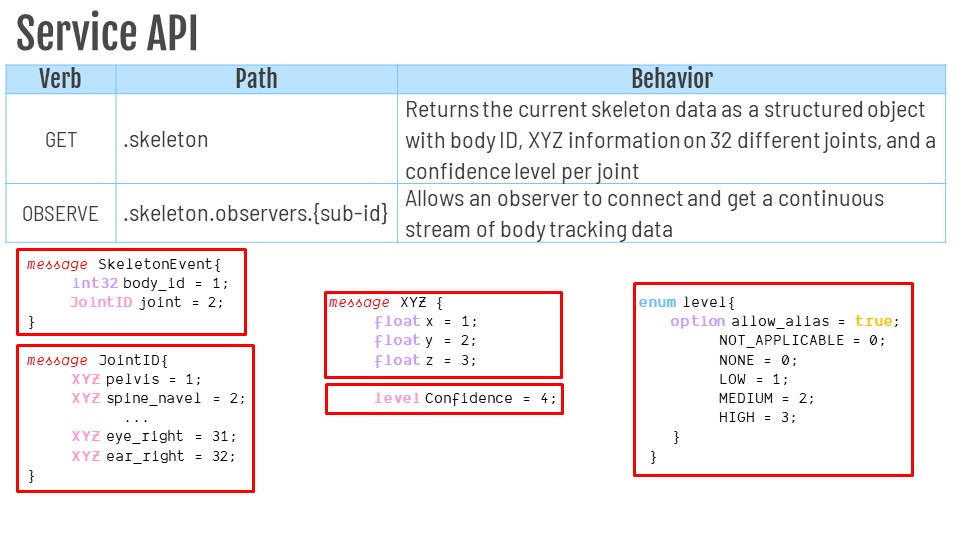 Service API
Verb Path Behavior
GET .skeleton Returns the current skeleton data as a structured object
with body ID, XYZ information on 32 different joints, and a
confidence level per joint
OBSERVE .skeleton.observers.{sub-id} Allows an observer to connect and get a continuous
stream of body tracking data
message SkeletonEvent{
int32 body_id = 1;
JointID joint = 2;
}
message JointID{
XYZ pelvis = 1;
XYZ spine_navel = 2;
...
XYZ eye_right = 31;
XYZ ear_right = 32;
}
message XYZ {
float x = 1;
float y = 2;
float z = 3;
level Confidence = 4;
enum level{
option allow_alias = true;
NOT_APPLICABLE = 0;
NONE = 0;
LOW = 1;
MEDIUM = 2;
HIGH = 3;
}
}